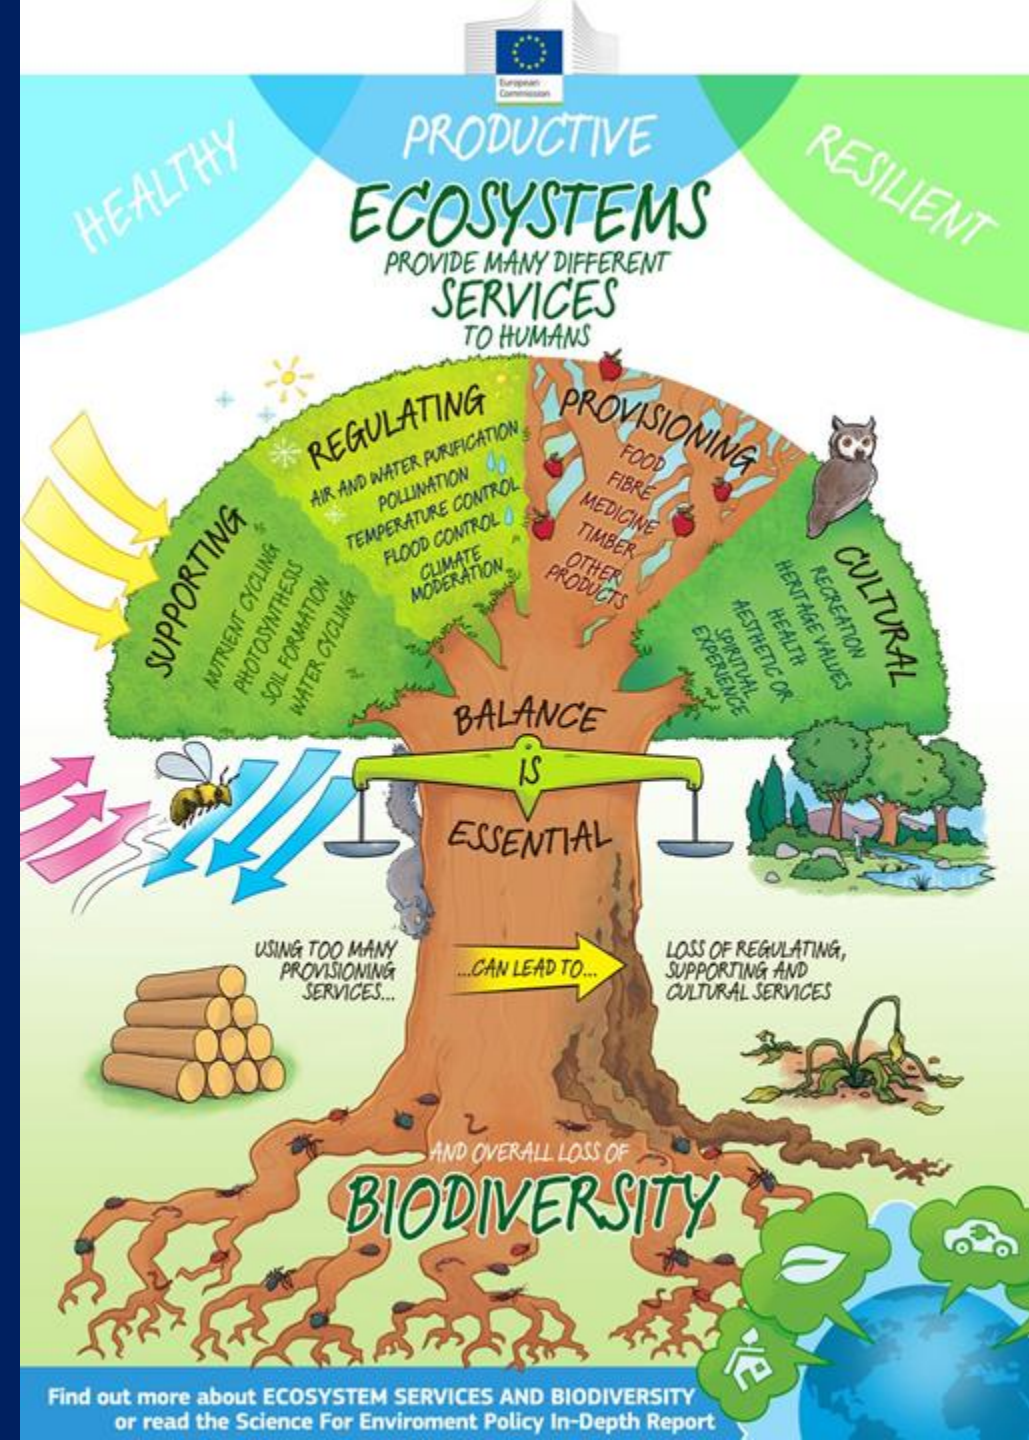 European
Commission
HEALTHY
PRODUCTIVE
RESILIENT
ECOSYSTEMS
PROVIDE MANY DIFFERENT
SERVICES
TO HUMANS
SUPPORTING
NUTRIENT CYCLING
PHOTOSYNTHESIS
SOIL FORMATION
WATER CYCLING
REGULATING
AIR AND WATER PURIFICATION
POLLINATION
TEMPERATURE CONTROL
FLOOD CONTROL
CLIMATE
MODERATION
PROVISIONING
FOOD
FIBRE
MEDICINE
TIMBER
OTHER
PRODUCTS
CULTURAL
RECREATION
HERITAGE VALUES
HEALTH
AESTHETIC OR
SPIRITUAL
EXPERIENCE
BALANCE
IS
ESSENTIAL
USING TOO MANY
PROVISIONING
SERVICES...
...CAN LEAD TO...
LOSS OF REGULATING,
SUPPORTING AND
CULTURAL SERVICES
AND OVERALL LOSS OF
BIODIVERSITY
Find out more about ECOSYSTEM SERVICES AND BIODIVERSITY
or read the Science For Enviroment Policy In-Depth Report